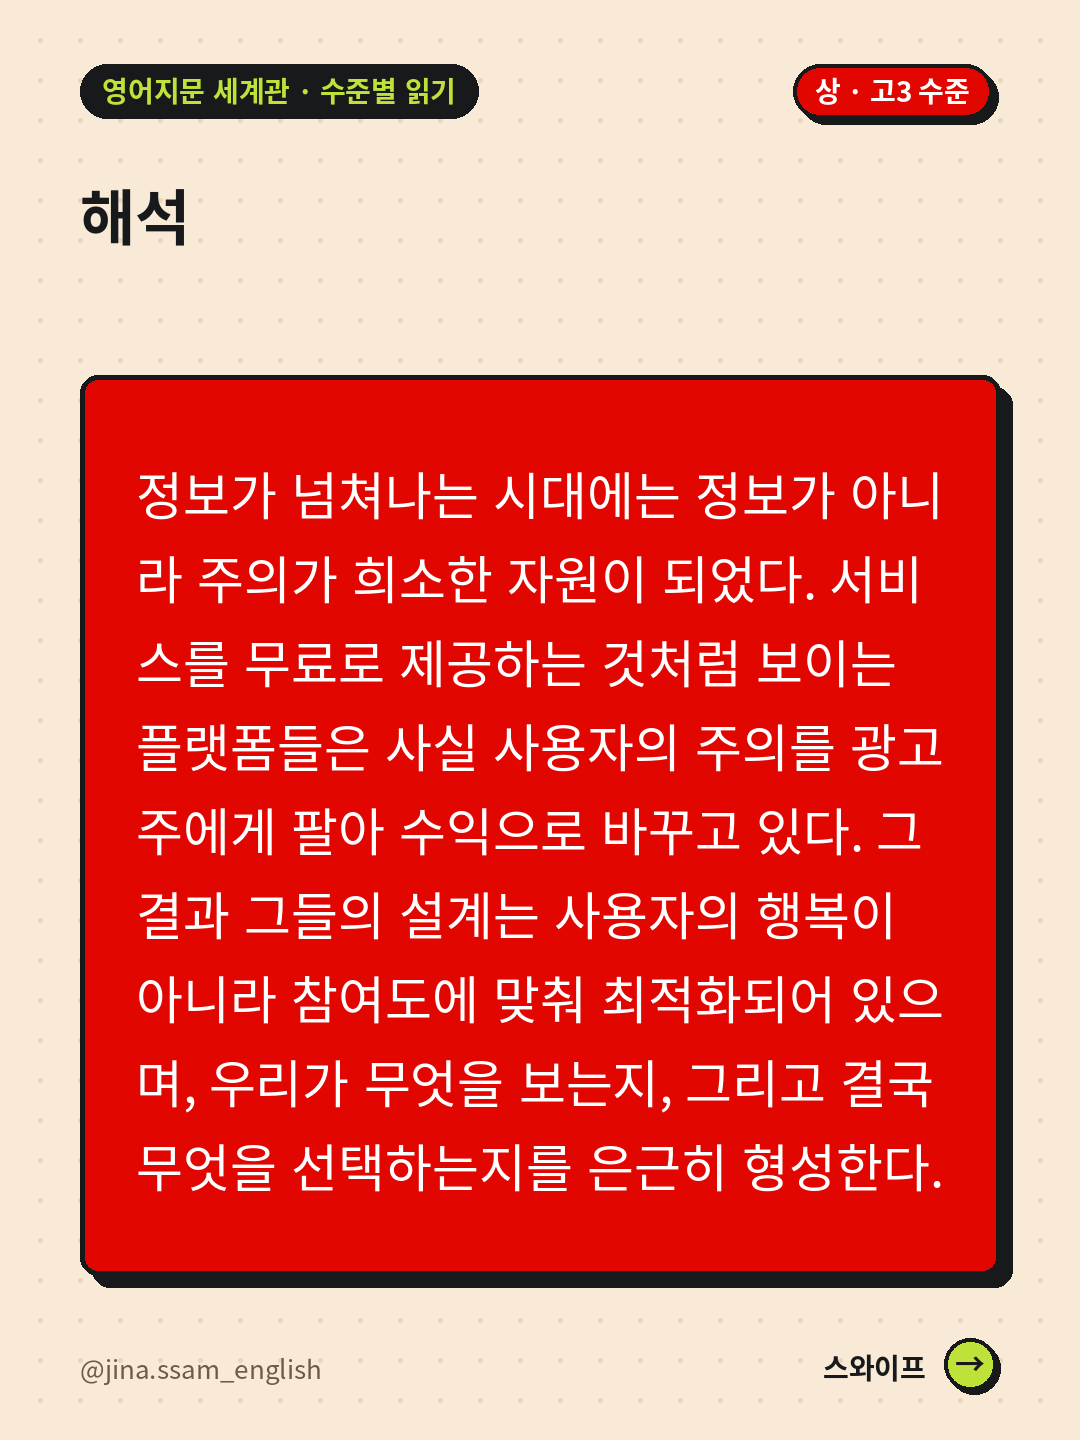 영어지문 세계관 · 수준별 읽기
상 · 고3 수준
해석
정보가 넘쳐나는 시대에는 정보가 아니
라 주의가 희소한 자원이 되었다. 서비
스를 무료로 제공하는 것처럼 보이는
플랫폼들은 사실 사용자의 주의를 광고
주에게 팔아 수익으로 바꾸고 있다. 그
결과 그들의 설계는 사용자의 행복이
아니라 참여도에 맞춰 최적화되어 있으
며, 우리가 무엇을 보는지, 그리고 결국
무엇을 선택하는지를 은근히 형성한다.
@jina.ssam_english
스와이프 →